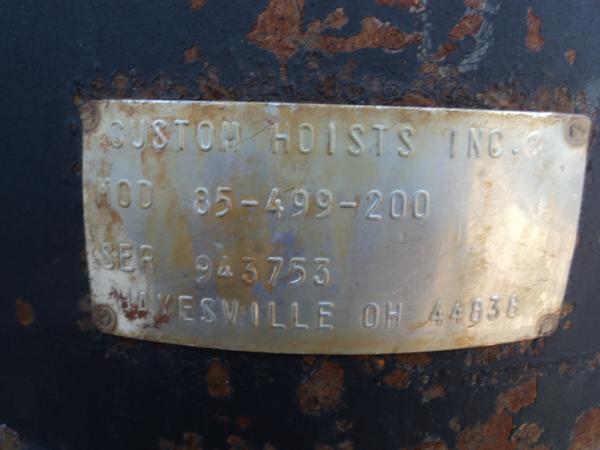 CUSTOM HOISTS INC.
MOD 85-499-200
SER 943753
HAYESVILLE OH 44838